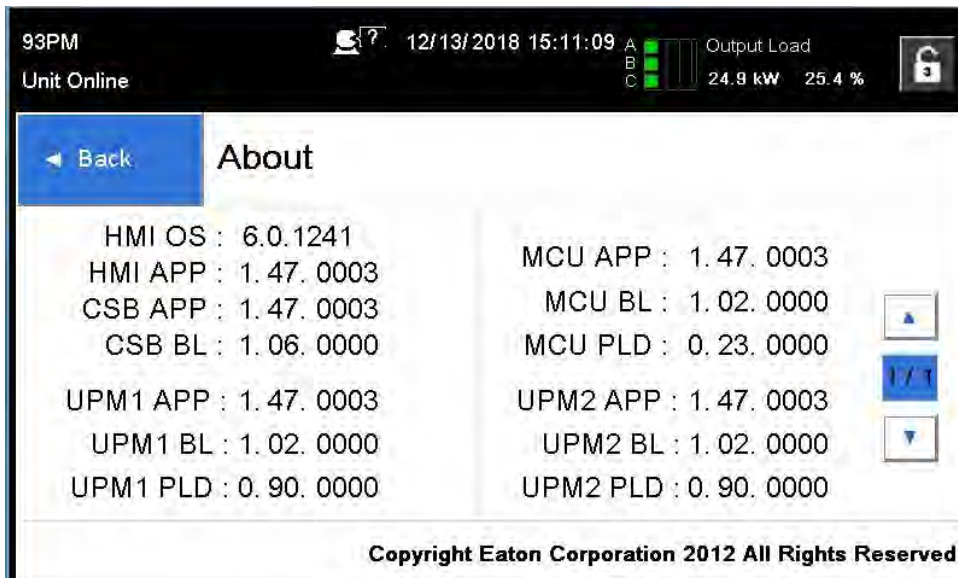 93PM
? 12/13/2018 15:11:09
A
B
C
Output Load
Unit Online
24.9 kW 25.4 %
3
◄ Back
About
HMI OS : 6.0.1241
HMI APP : 1. 47. 0003
CSB APP : 1. 47. 0003
CSB BL : 1. 06. 0000
UPM1 APP : 1. 47. 0003
UPM1 BL : 1. 02. 0000
UPM1 PLD : 0. 90. 0000
MCU APP : 1. 47. 0003
MCU BL : 1. 02. 0000
MCU PLD : 0. 23. 0000
UPM2 APP : 1. 47. 0003
UPM2 BL : 1. 02. 0000
UPM2 PLD : 0. 90. 0000
1 / 1
Copyright Eaton Corporation 2012 All Rights Reserved